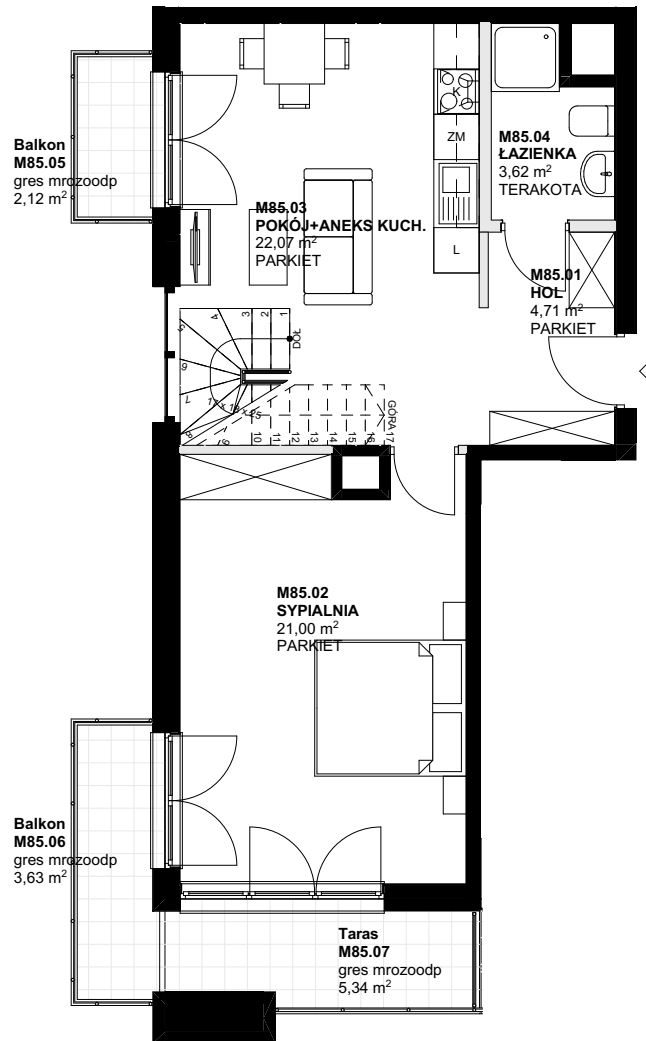 Balkon
M85.05
gres mrozoodp
2,12 m²
M85.04
ŁAZIENKA
3,62 m²
TERAKOTA
K
ZM
L
M85.03
POKÓJ+ANEKS KUCH.
22,07 m²
PARKIET
M85.01
HOL
4,71 m²
PARKIET
1
2
3
4
5
6
7
8
9
10
11
12
13
14
15
16
17
DÓŁ
GÓRA
M85.02
SYPIALNIA
21,00 m²
PARKIET
Balkon
M85.06
gres mrozoodp
3,63 m²
Taras
M85.07
gres mrozoodp
5,34 m²